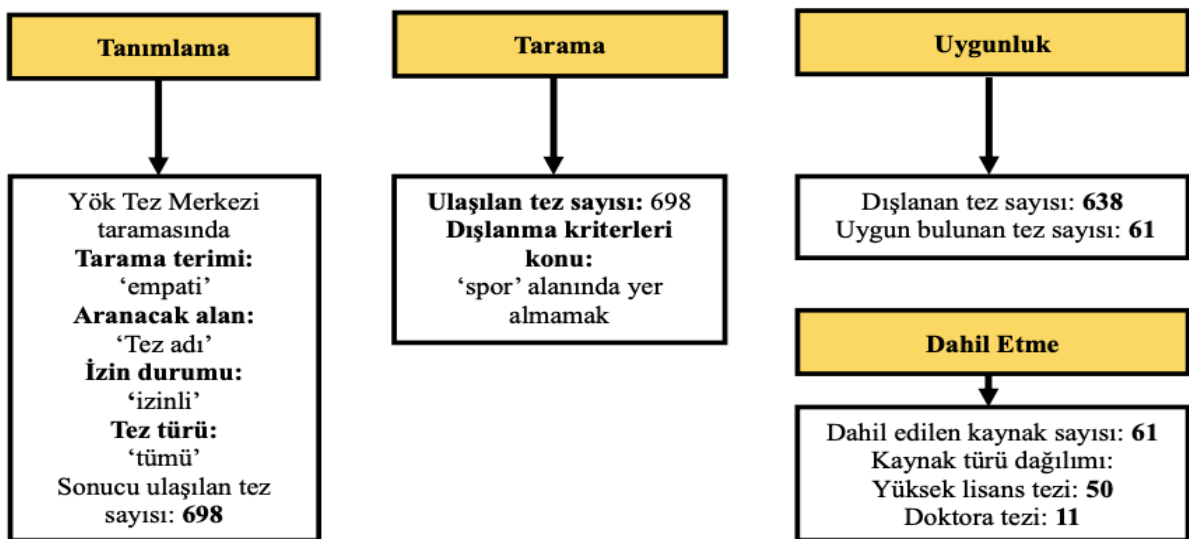 Tanımlama
Yök Tez Merkezi
taramasında
Tarama terimi:
‘empati’
Aranacak alan:
‘Tez adı’
İzin durumu:
‘izinli’
Tez türü:
‘tümü’
Sonucu ulaşılan tez
sayısı: 698
Tarama
Ulaşılan tez sayısı: 698
Dışlanma kriterleri
konu:
‘spor’ alanında yer
almamak
Uygunluk
Dışlanan tez sayısı: 638
Uygun bulunan tez sayısı: 61
Dahil Etme
Dahil edilen kaynak sayısı: 61
Kaynak türü dağılımı:
Yüksek lisans tezi: 50
Doktora tezi: 11